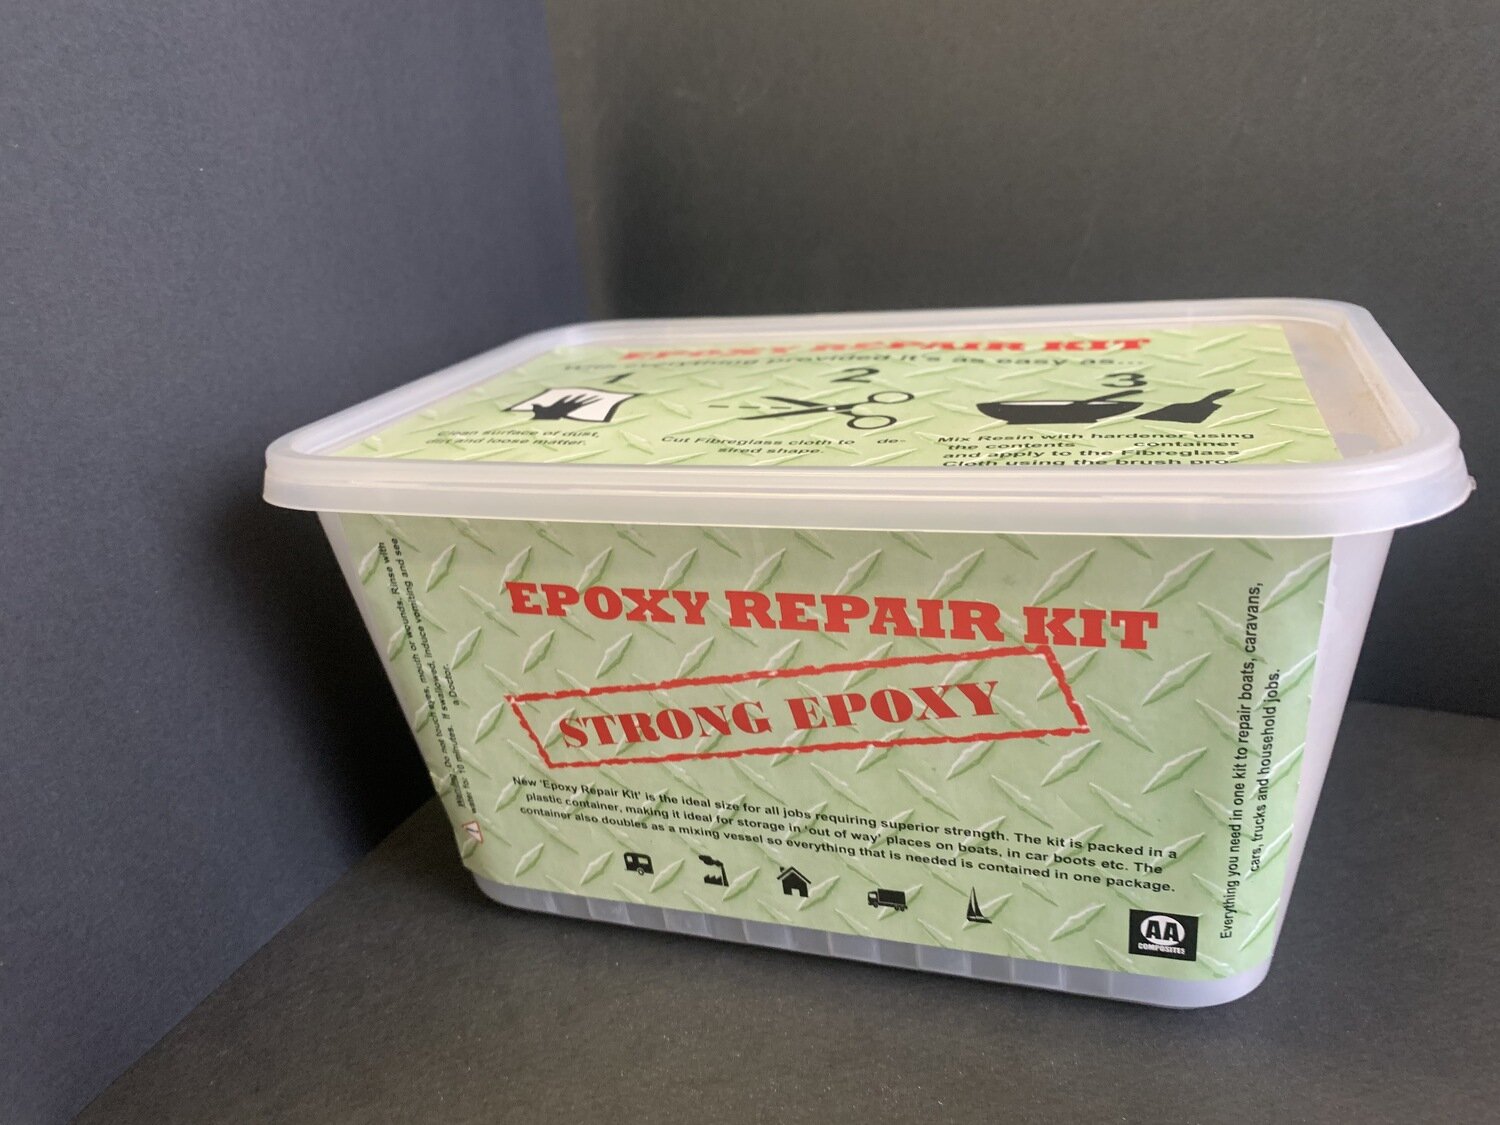 EPOXY REPAIR KIT
With everything provided it's as easy as...
1
2
3
Clean surface of dust,
dirt and loose matter.
Cut Fibreglass cloth to de-
sired shape.
Mix Resin with hardener using
the contents container
and apply to the Fibreglass
Cloth using the brush pro-
EPOXY REPAIR KIT
STRONG EPOXY
New 'Epoxy Repair Kit' is the ideal size for all jobs requiring superior strength. The kit is packed in a
plastic container, making it ideal for storage in 'out of way' places on boats, in car boots etc. The
container also doubles as a mixing vessel so everything that is needed is contained in one package.
AA
COMPOSITES
Warning. Do not touch eyes, mouth or wounds. Rinse with
water for 10 minutes. If swallowed, induce vomiting and see
a Doctor.
Everything you need in one kit to repair boats, caravans,
cars, trucks and household jobs.